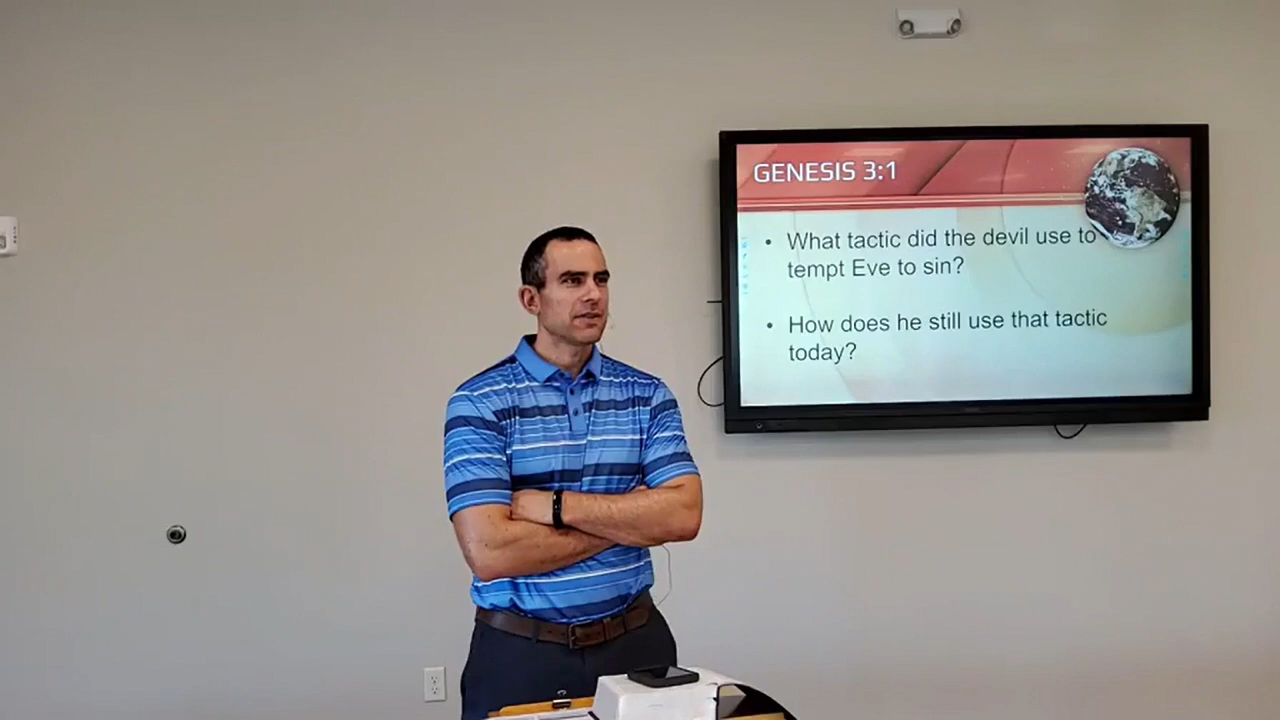 GENESIS 3:1
• What tactic did the devil use to
tempt Eve to sin?
• How does he still use that tactic
today?